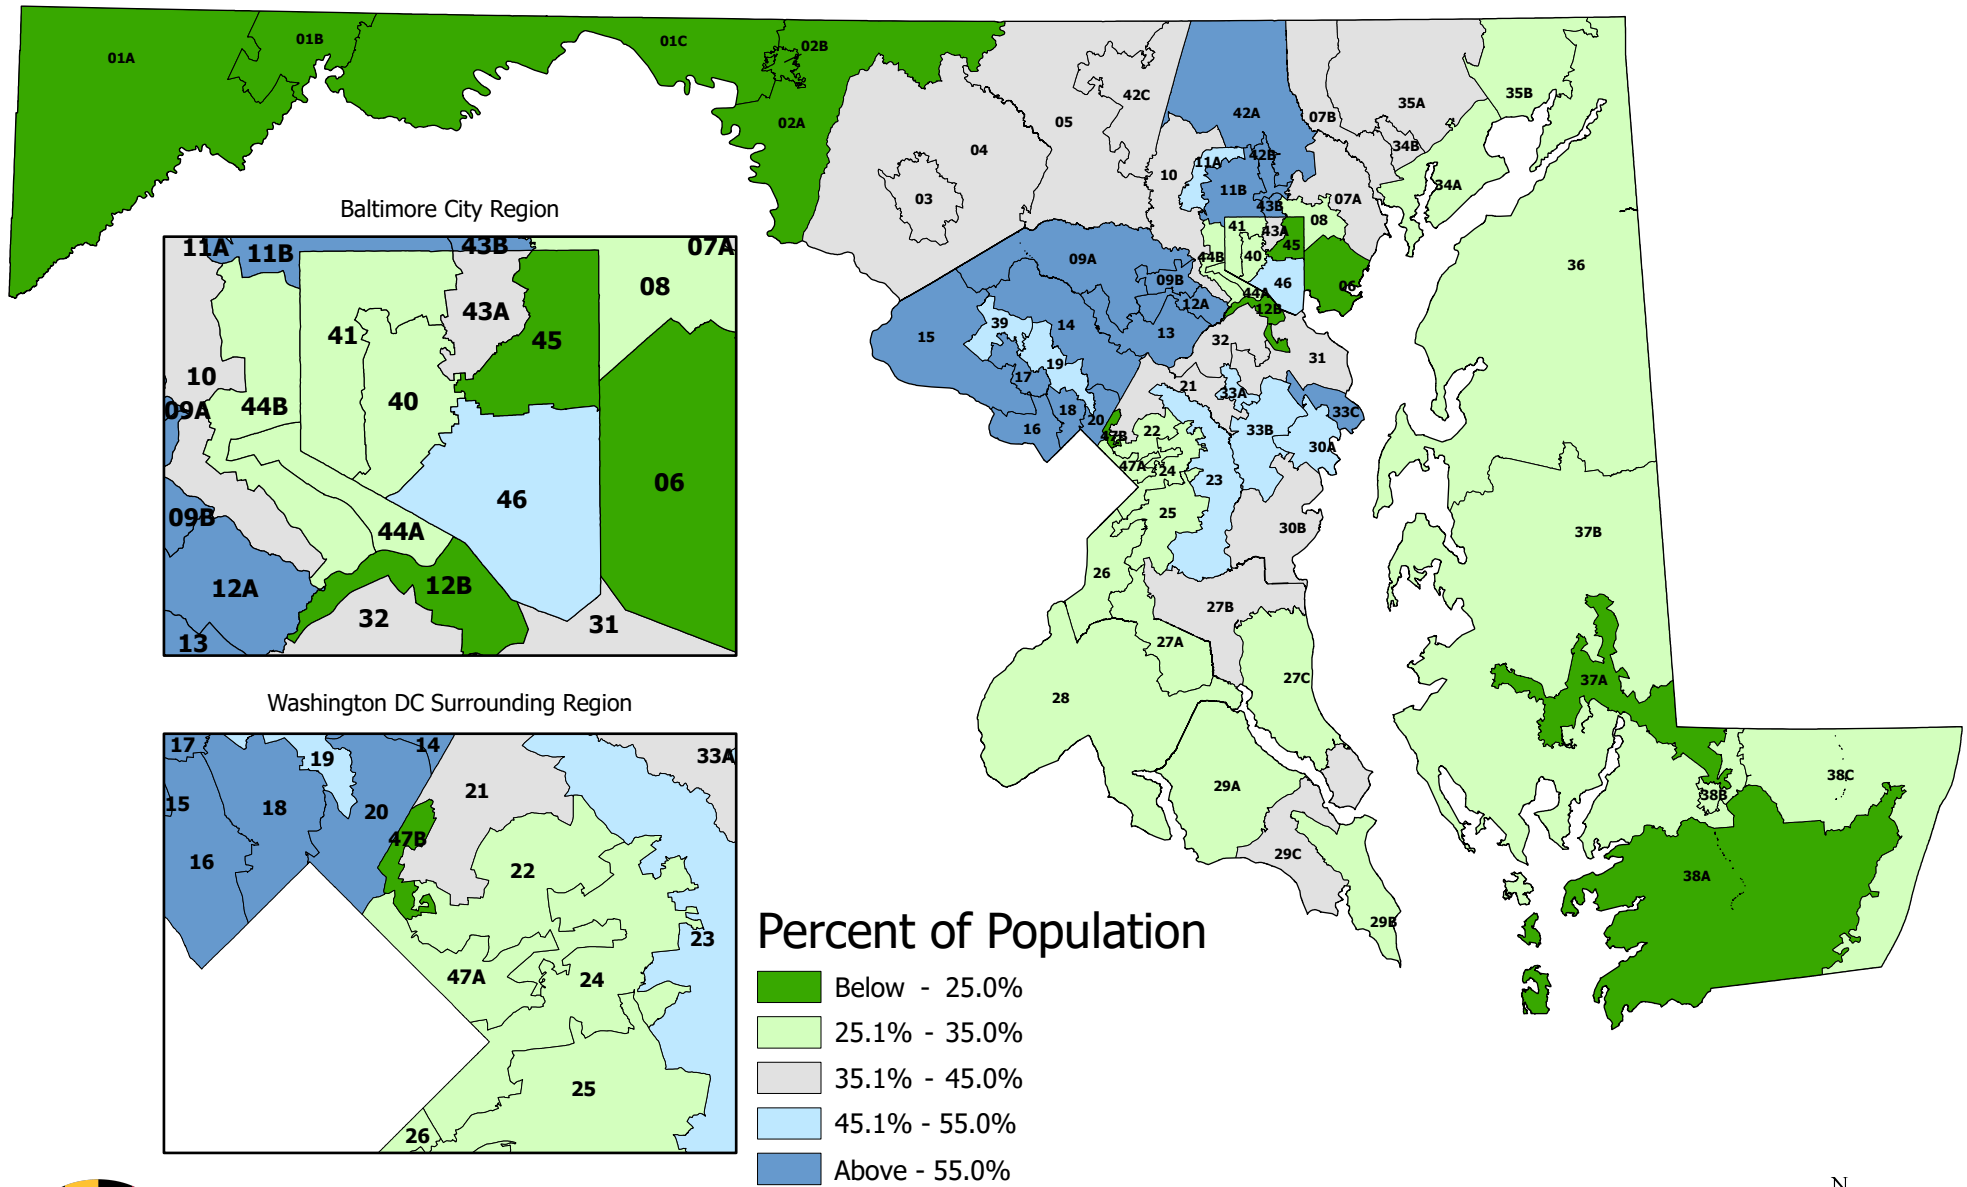 01A
01B
01C
02B
02A
42C
05
04
03
10
42A
07B
35A
35B
34B
34A
11A
42B
11B
43B
07A
08
41
43A
45
40
44B
46
06
44A
12B
36
09A
09B
12A
13
14
15
39
19
17
18
16
20
32
31
21
33A
33C
33B
30A
47B
22
47A
24
23
25
30B
37B
26
27B
27A
27C
28
37A
29A
38C
38B
29C
38A
29B
Baltimore City Region
11A
11B
43B
07A
08
43A
41
45
10
09A
44B
40
46
06
09B
44A
12A
12B
32
31
13
Washington DC Surrounding Region
17
19
14
33A
15
18
20
21
47B
16
22
23
47A
24
25
26
Percent of Population
Below - 25.0%
25.1% - 35.0%
35.1% - 45.0%
45.1% - 55.0%
Above - 55.0%
N